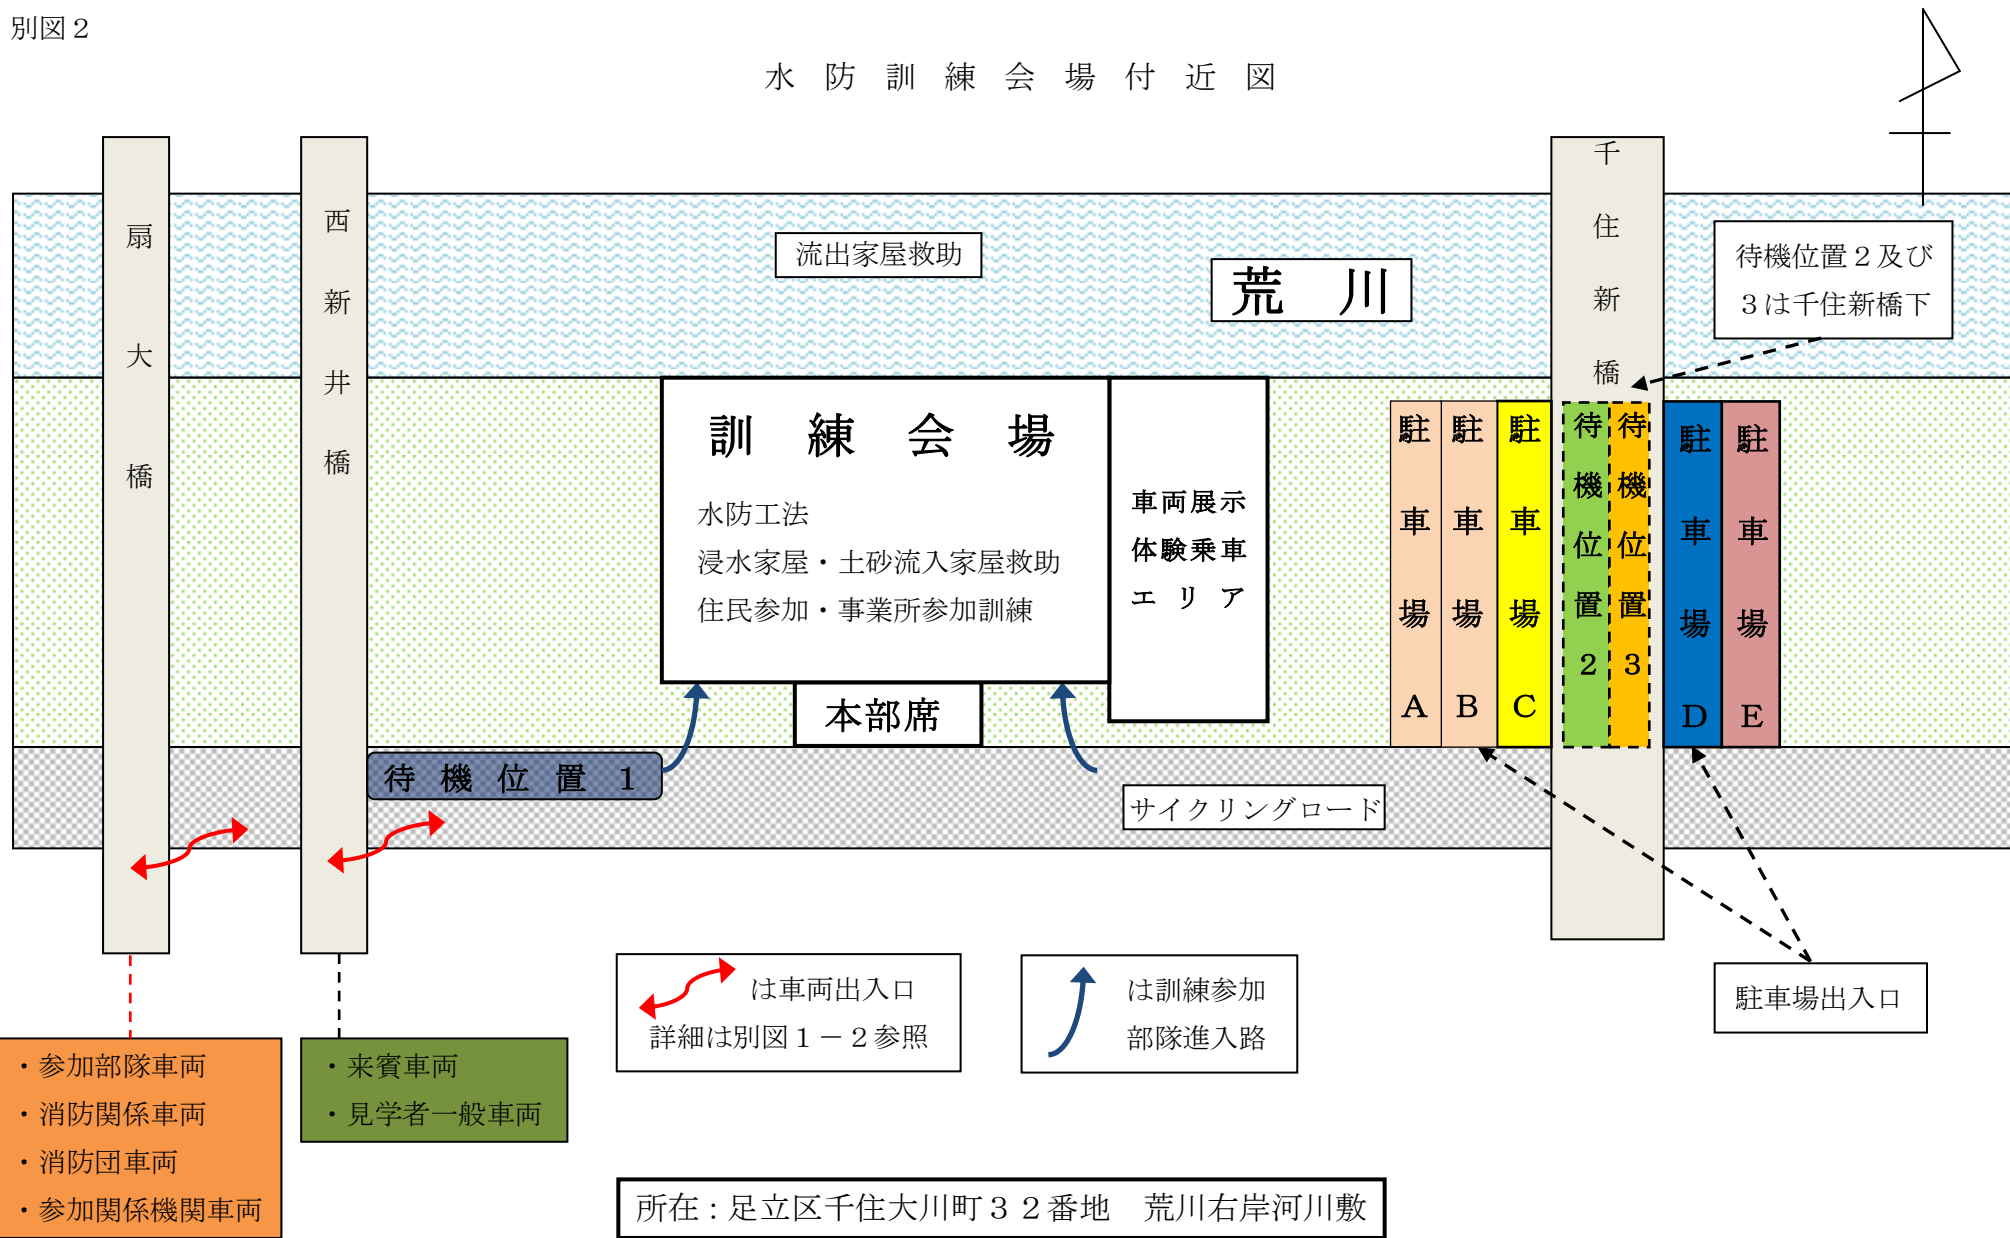 別図２
水防訓練会場付近図
扇大橋
西新井橋
千住新橋
流出家屋救助
荒川
待機位置２及び
３は千住新橋下
訓練会場
水防工法
浸水家屋・土砂流入家屋救助
住民参加・事業所参加訓練
車両展示
体験乗車
エリア
駐車場A
駐車場B
駐車場C
待機位置２
待機位置３
駐車場D
駐車場E
本部席
待機位置１
サイクリングロード
は車両出入口
詳細は別図１－２参照
は訓練参加
部隊進入路
駐車場出入口
・参加部隊車両
・消防関係車両
・消防団車両
・参加関係機関車両
・来賓車両
・見学者一般車両
所在：足立区千住大川町３２番地　荒川右岸河川敷